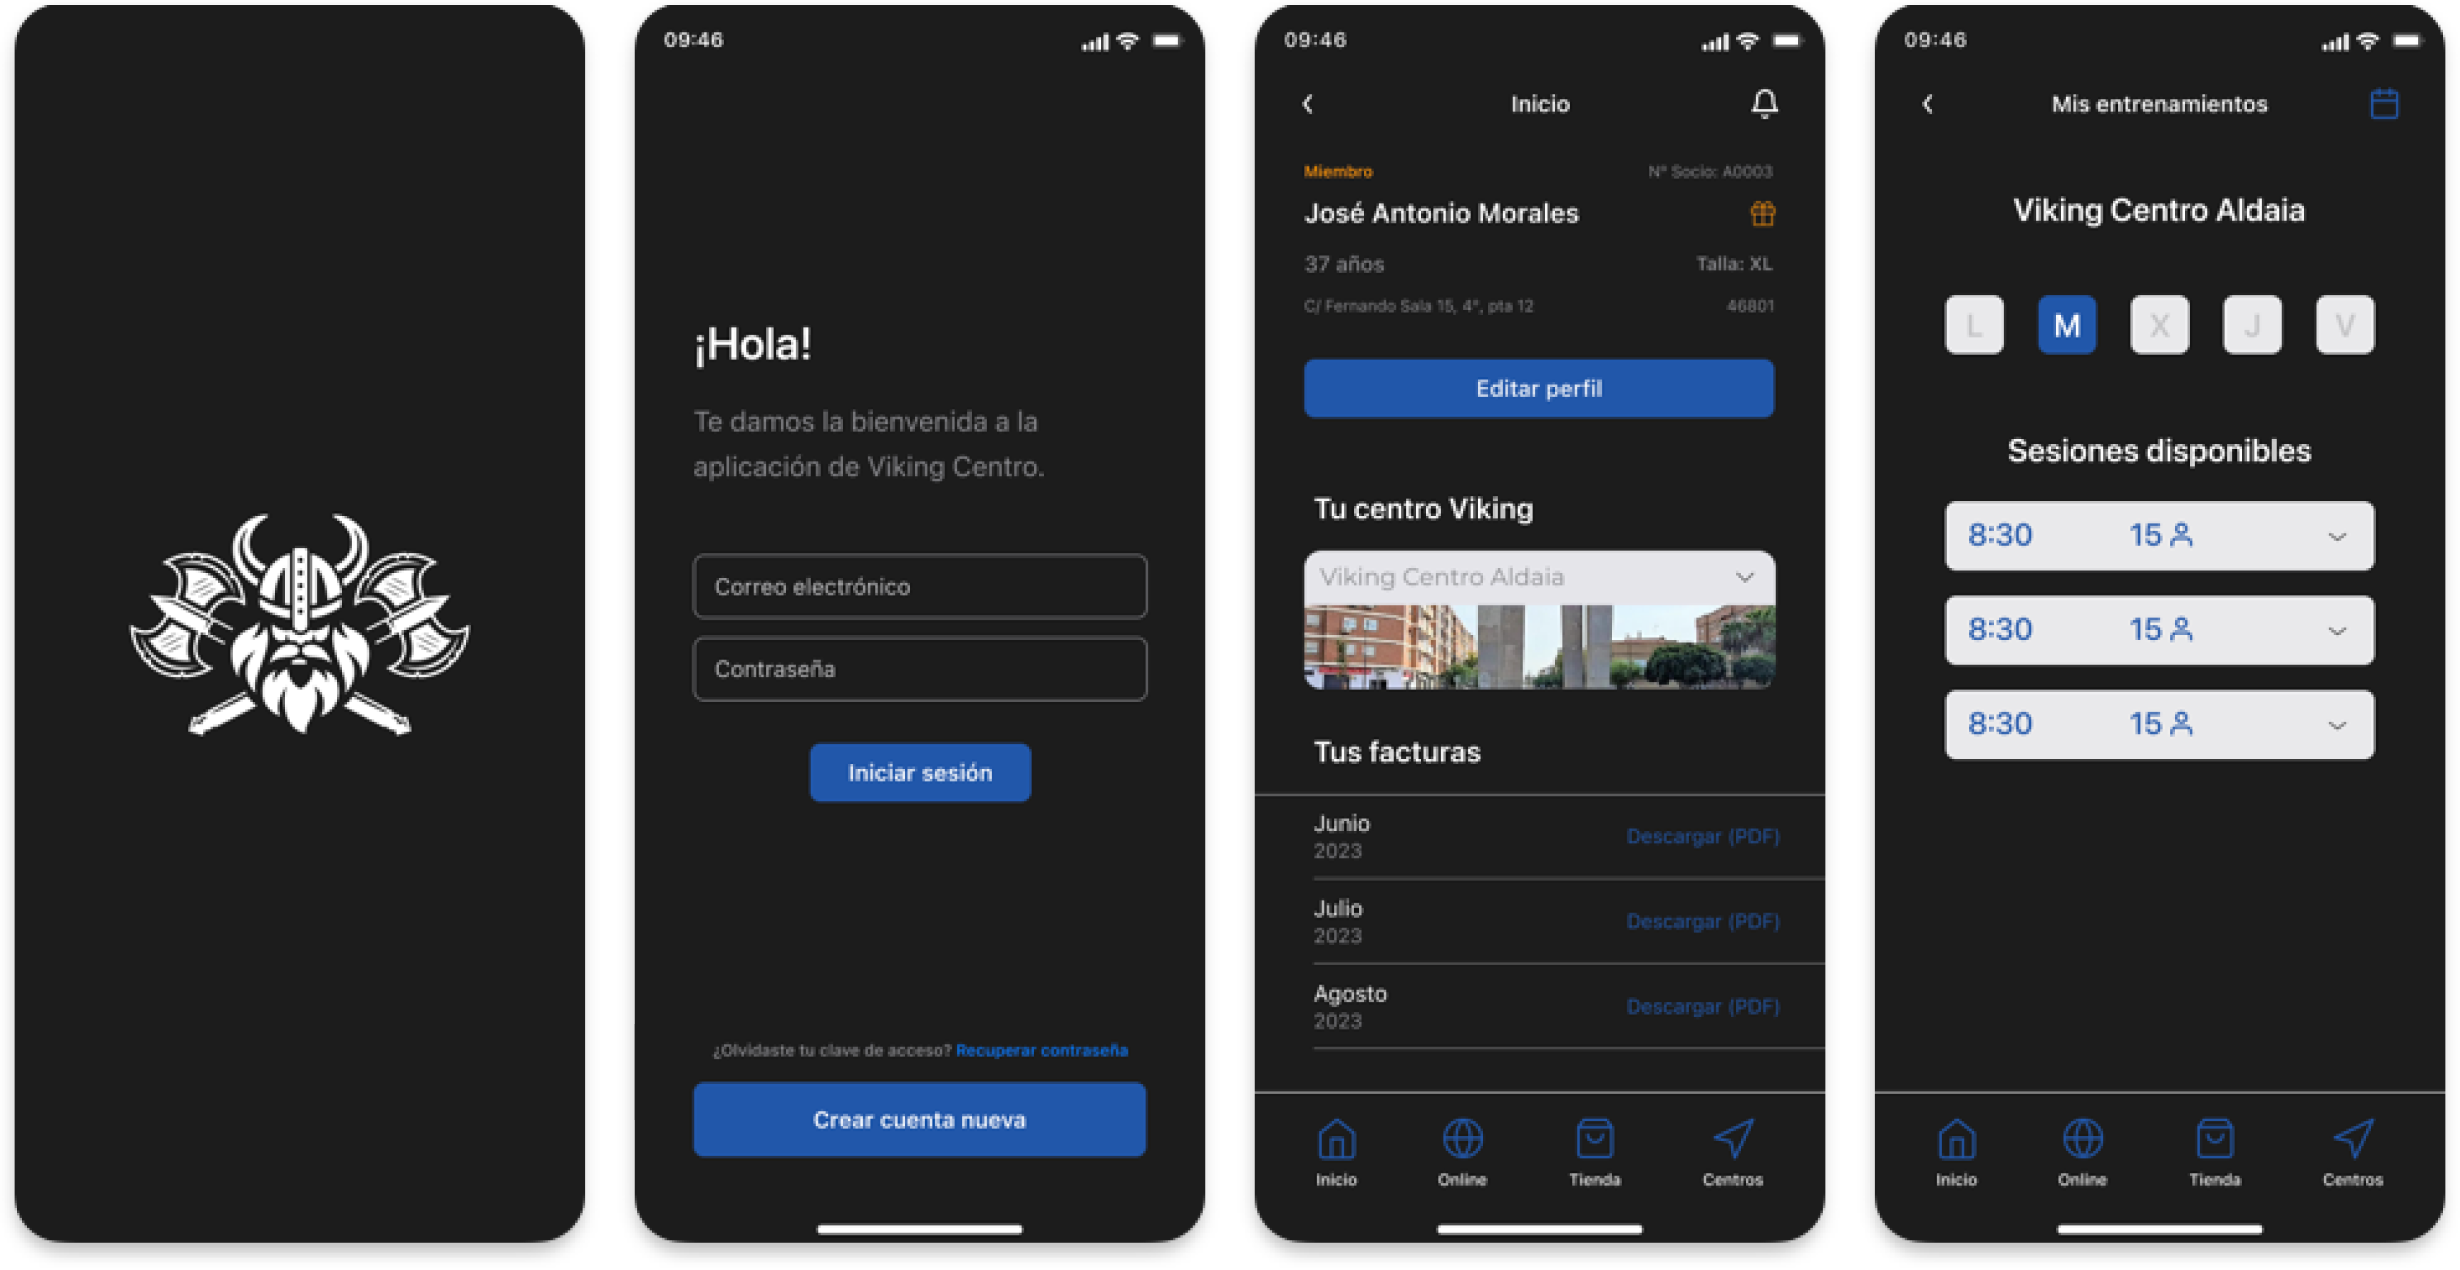 09:46
¡Hola!
Te damos la bienvenida a la
aplicación de Viking Centro.
Correo electrónico
Contraseña
Iniciar sesión
¿Olvidaste tu clave de acceso? Recuperar contraseña
Crear cuenta nueva
09:46
Inicio
Miembro
Nº Socio: A0003
José Antonio Morales
37 años
Talla: XL
C/ Fernando Sala 15, 4°, pta 12
46801
Editar perfil
Tu centro Viking
Viking Centro Aldaia
Tus facturas
Junio
2023
Descargar (PDF)
Julio
2023
Descargar (PDF)
Agosto
2023
Descargar (PDF)
Inicio
Online
Tienda
Centros
09:46
Mis entrenamientos
Viking Centro Aldaia
L M X J V
Sesiones disponibles
8:30 15
8:30 15
8:30 15
Inicio
Online
Tienda
Centros